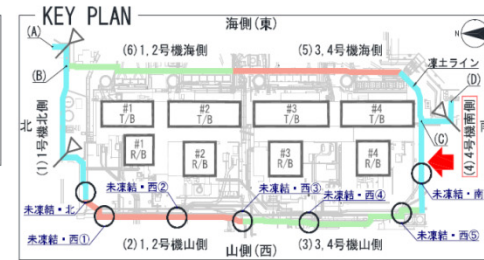 KEY PLAN
海側(東)
N
(A)
(6)1,2号機海側
(5)3,4号機海側
凍土ライン
(B)
(D)
#1
T/B
#2
T/B
#3
T/B
#4
T/B
北
(1)1号機北側
#1
R/B
#2
R/B
#3
R/B
#4
R/B
(C)
(4)4号機南側
未凍結・北
未凍結・西②
未凍結・西③
未凍結・西④
未凍結・南
未凍結・西①
(2)1,2号機山側
(3)3,4号機山側
未凍結・西⑤
山側(西)